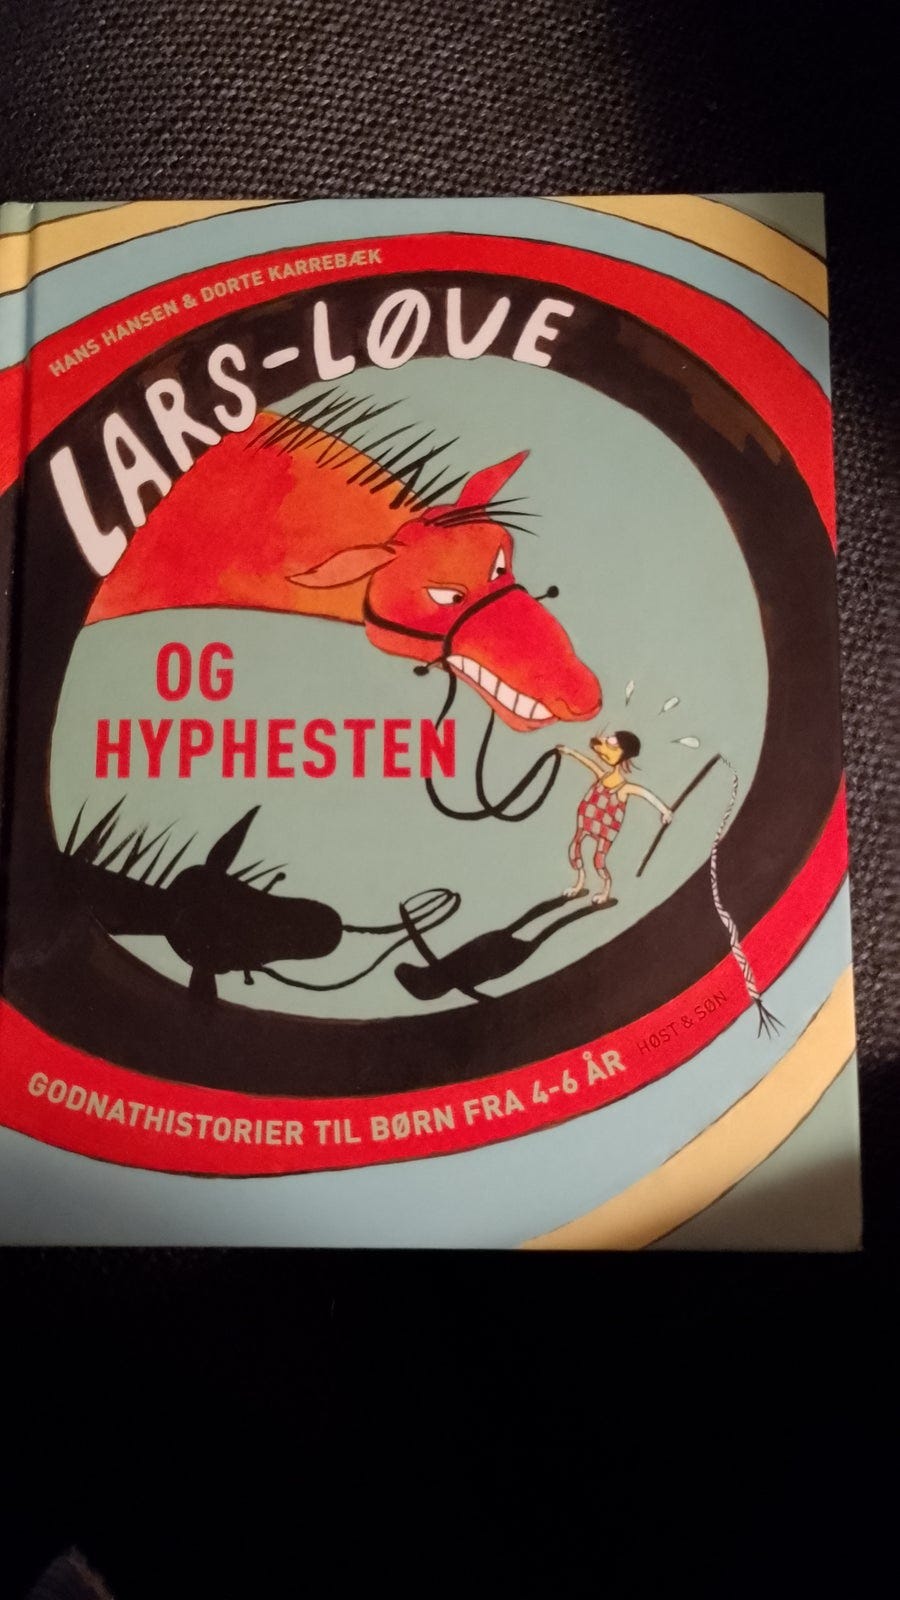 HANS HANSEN & DORTE KARREBÆK
LARS-LØVE
OG
HYPHESTEN
HØST & SØN
GODNATHISTORIER TIL BØRN FRA 4-6 ÅR